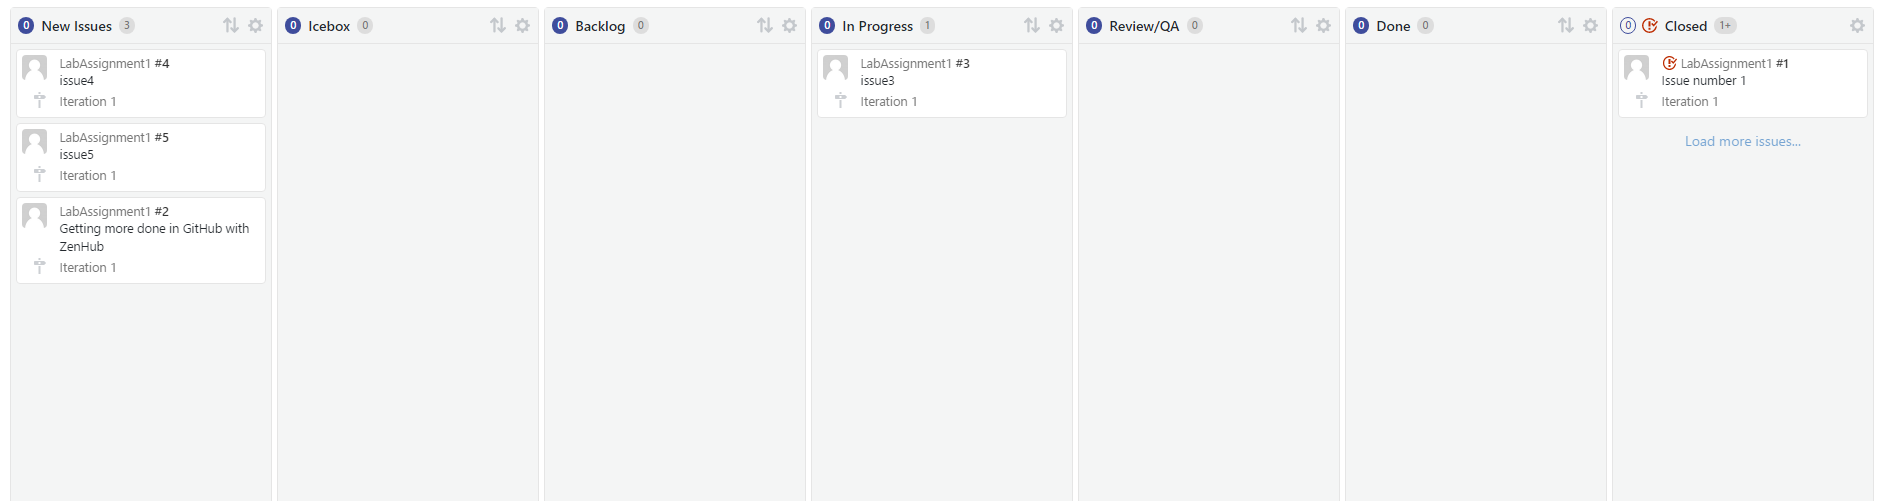 0 New Issues 3
LabAssignment1 #4
issue4
Iteration 1
LabAssignment1 #5
issue5
Iteration 1
LabAssignment1 #2
Getting more done in GitHub with
ZenHub
Iteration 1
0 Icebox 0
0 Backlog 0
0 In Progress 1
LabAssignment1 #3
issue3
Iteration 1
0 Review/QA 0
0 Done 0
0 Closed 1+
LabAssignment1 #1
Issue number 1
Iteration 1
Load more issues...